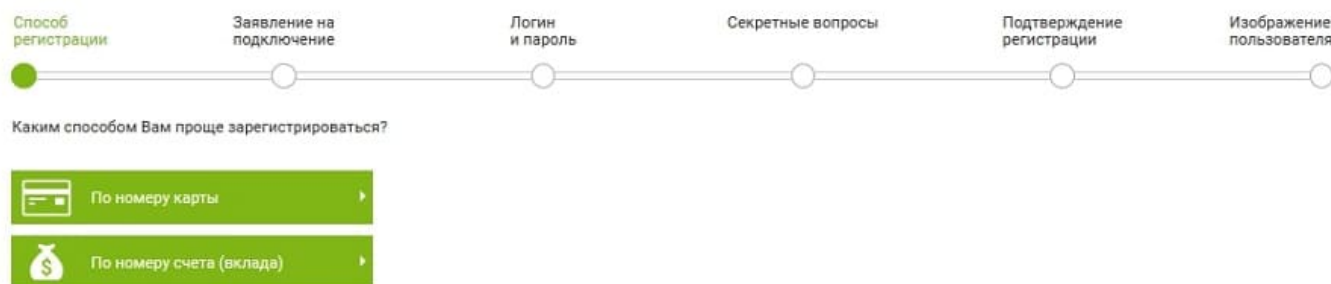 Способ
регистрации
Заявление на
подключение
Логин
и пароль
Секретные вопросы
Подтверждение
регистрации
Изображение
пользователя
Каким способом Вам проще зарегистрироваться?
По номеру карты
По номеру счета (вклада)